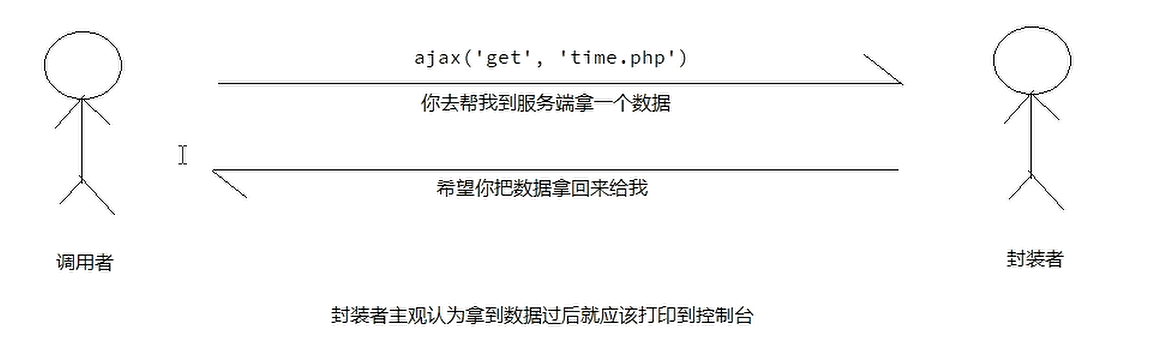 ajax('get', 'time.php')
你去帮我到服务端拿一个数据
希望你把数据拿回来给我
调用者
封装者
封装者主观认为拿到数据过后就应该打印到控制台